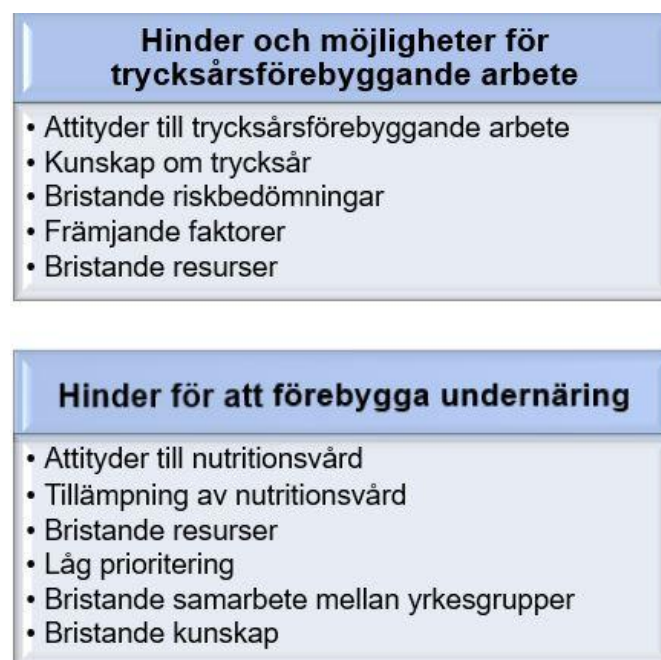 Hinder och möjligheter för
trycksårsförebyggande arbete
• Attityder till trycksårsförebyggande arbete
• Kunskap om trycksår
• Bristande riskbedömningar
• Främjande faktorer
• Bristande resurser
Hinder för att förebygga undernäring
• Attityder till nutritionsvård
• Tillämpning av nutritionsvård
• Bristande resurser
• Låg prioritering
• Bristande samarbete mellan yrkesgrupper
• Bristande kunskap